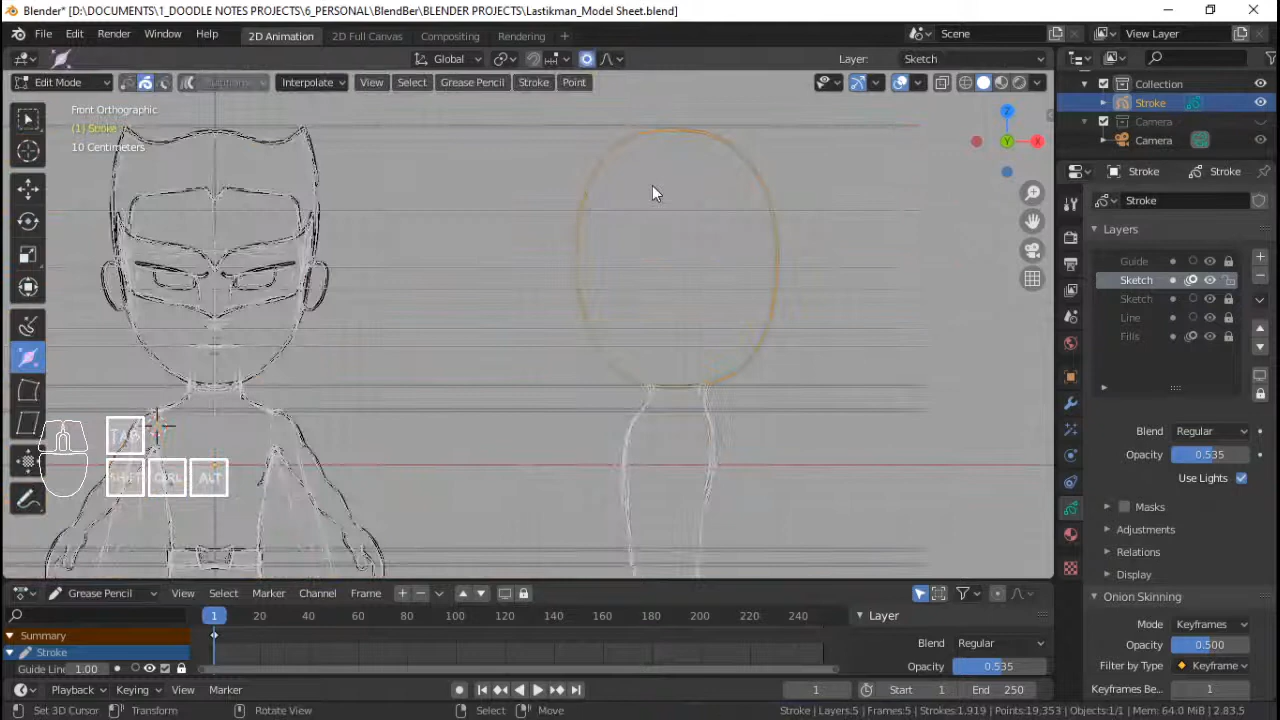 Blender* [D:\DOCUMENTS\1_DOODLE NOTES PROJECTS\6_PERSONAL\BlendBer\BLENDER PROJECTS\Lastikman_Model Sheet.blend]
File Edit Render Window Help 2D Animation 2D Full Canvas Compositing Rendering Scene View Layer
Global Layer: Sketch
Edit Mode Multiframe Interpolate View Select Grease Pencil Stroke Point
Collection
Front Orthographic
(1) Stroke
10 Centimeters
Stroke
Camera
Camera
Z
Y
X
Stroke Stroke
Stroke
Layers
Guide
Sketch
Sketch
Line
Fills
TAB
SHIFT CTRL ALT
Blend Regular
Opacity 0.535
Use Lights
Masks
Adjustments
Relations
Display
Onion Skinning
Mode Keyframes
Opacity 0.500
Filter by Type Keyframe
Keyframes Be... 1
Grease Pencil View Select Marker Channel Frame
1 20 40 60 80 100 120 140 160 180 200 220 240
Layer
Summary
Stroke
Guide Line 1.00
Blend Regular
Opacity 0.535
Playback Keying View Marker 1 Start 1 End 250
Set 3D Cursor Transform Rotate View Select Move Stroke | Layers:5 | Frames:5 | Strokes:1,919 | Points:19,353 | Objects:1/1 | Mem: 64.0 MiB | 2.83.5